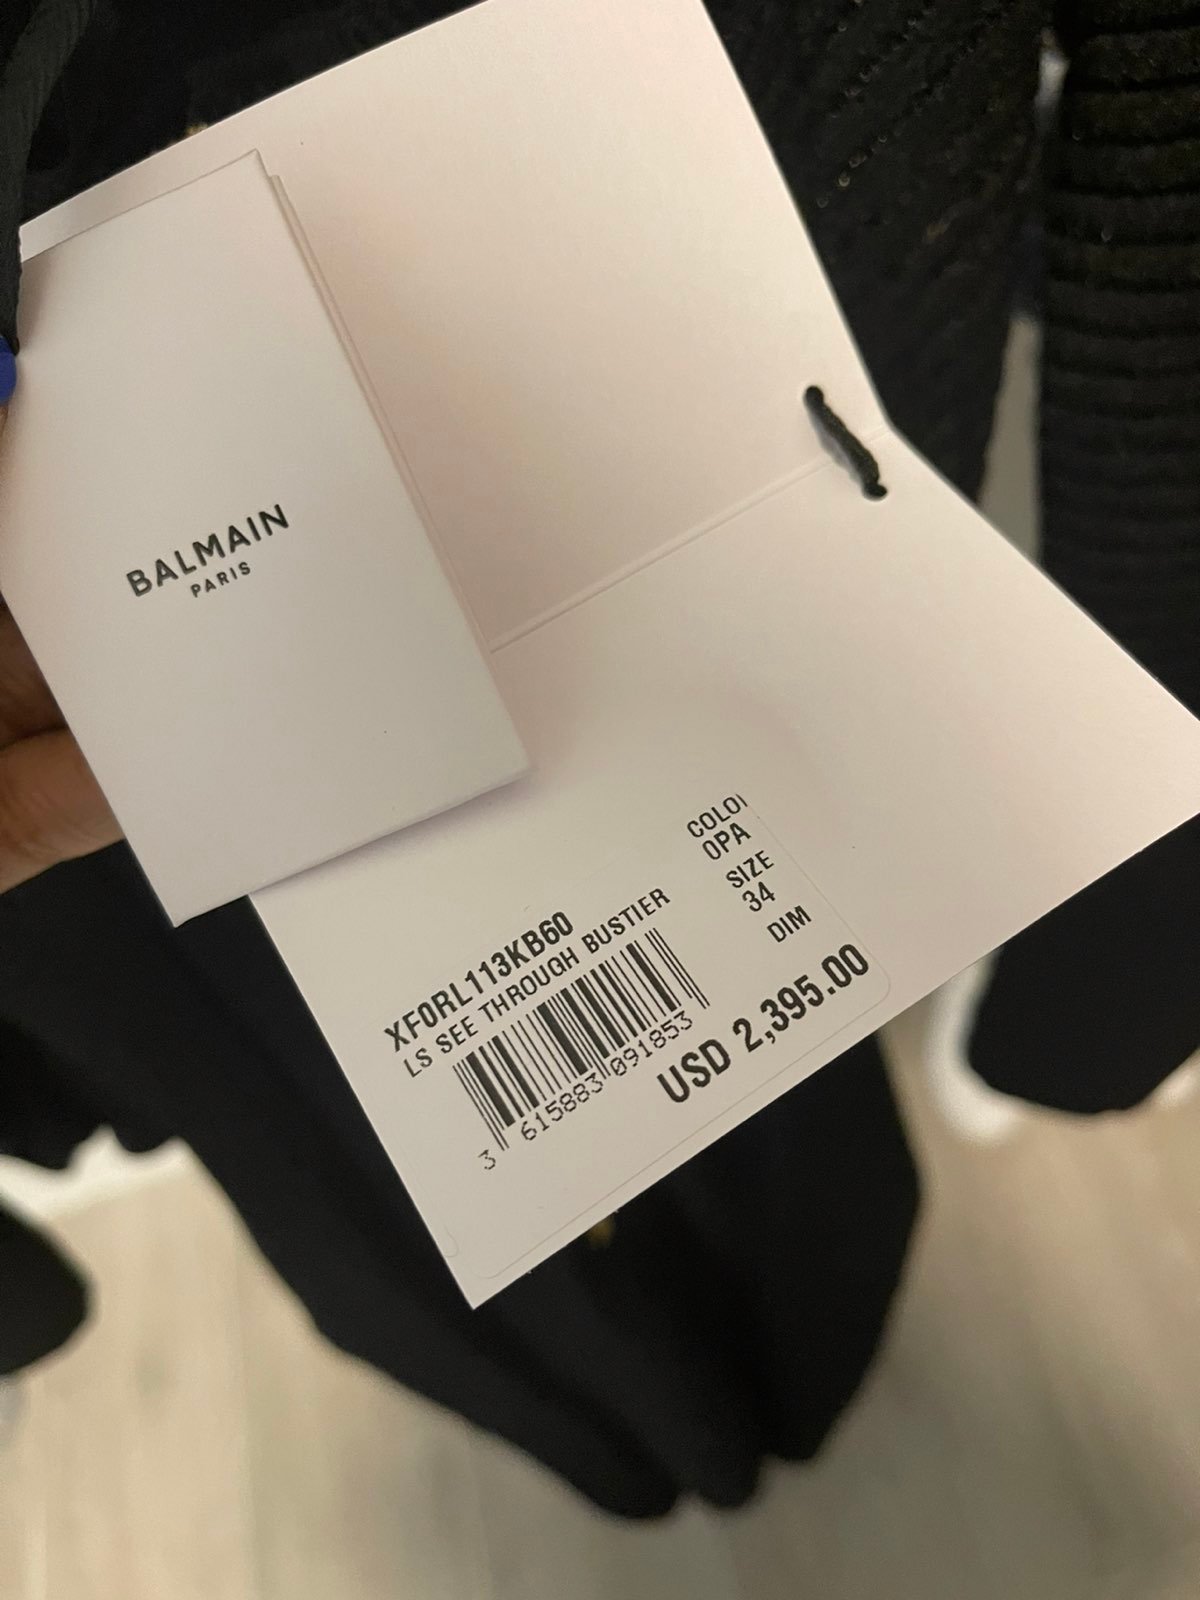 BALMAIN
PARIS
XF0RL113KB60
LS SEE THROUGH BUSTIER
3 615883 091853
COLO
0PA
SIZE
34
DIM
USD 2,395.00